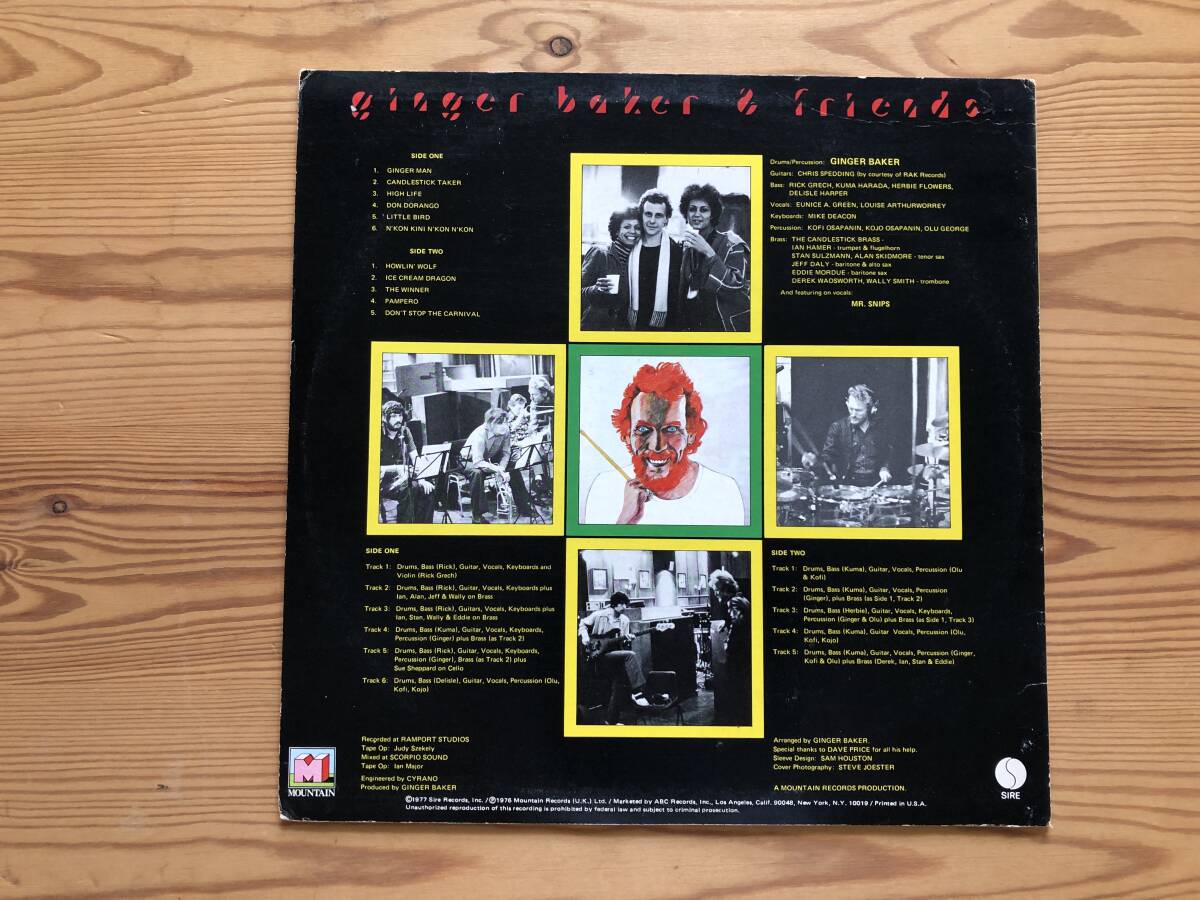 ginger baker & friends
SIDE ONE
1. GINGER MAN
2. CANDLESTICK TAKER
3. HIGH LIFE
4. DON DORANGO
5. LITTLE BIRD
6. N'KON KINI N'KON N'KON
SIDE TWO
1. HOWLIN' WOLF
2. ICE CREAM DRAGON
3. THE WINNER
4. PAMPERO
5. DON'T STOP THE CARNIVAL
Drums/Percussion: GINGER BAKER
Guitars: CHRIS SPEDDING (by courtesy of RAK Records)
Bass: RICK GRECH, KUMA HARADA, HERBIE FLOWERS,
DELISLE HARPER
Vocals: EUNICE A. GREEN, LOUISE ARTHURWORREY
Keyboards: MIKE DEACON
Percussion: KOFI OSAPANIN, KOJO OSAPANIN, OLU GEORGE
Brass: THE CANDLESTICK BRASS -
IAN HAMER - trumpet & flugelhorn
STAN SULZMANN, ALAN SKIDMORE - tenor sax
JEFF DALY - baritone & alto sax
EDDIE MORDUE - baritone sax
DEREK WADSWORTH, WALLY SMITH - trombone
And featuring on vocals:
MR. SNIPS
SIDE ONE
Track 1: Drums, Bass (Rick), Guitar, Vocals, Keyboards and
Violin (Rick Grech)
Track 2: Drums, Bass (Rick), Guitar, Vocals, Keyboards plus
Ian, Alan, Jeff & Wally on Brass
Track 3: Drums, Bass (Rick), Guitars, Vocals, Keyboards plus
Ian, Stan, Wally & Eddie on Brass
Track 4: Drums, Bass (Kuma), Guitar, Vocals, Keyboards,
Percussion (Ginger) plus Brass (as Track 2)
Track 5: Drums, Bass (Rick), Guitar, Vocals, Keyboards,
Percussion (Ginger), Brass (as Track 2) plus
Sue Sheppard on Cello
Track 6: Drums, Bass (Delisle), Guitar, Vocals, Percussion (Olu,
Kofi, Kojo)
SIDE TWO
Track 1: Drums, Bass (Kuma), Guitar, Vocals, Percussion (Olu
& Kofi)
Track 2: Drums, Bass (Kuma), Guitar, Vocals, Percussion
(Ginger), plus Brass (as Side 1, Track 2)
Track 3: Drums, Bass (Herbie), Guitar, Vocals, Keyboards,
Percussion (Ginger & Olu) plus Brass (as Side 1, Track 3)
Track 4: Drums, Bass (Kuma), Guitar Vocals, Percussion (Olu,
Kofi, Kojo)
Track 5: Drums, Bass (Kuma), Guitar, Vocals, Percussion (Ginger,
Kofi & Olu) plus Brass (Derek, Ian, Stan & Eddie)
Recorded at RAMPORT STUDIOS
Tape Op: Judy Szekely
Mixed at SCORPIO SOUND
Tape Op: Ian Major
Engineered by CYRANO
Produced by GINGER BAKER
Arranged by GINGER BAKER.
Special thanks to DAVE PRICE for all his help.
Sleeve Design: SAM HOUSTON
Cover Photography: STEVE JOESTER
A MOUNTAIN RECORDS PRODUCTION.
M
MOUNTAIN
S
SIRE
©1977 Sire Records, Inc. / ℗1976 Mountain Records (U.K.) Ltd. / Marketed by ABC Records, Inc., Los Angeles, Calif. 90048, New York, N.Y. 10019 / Printed in U.S.A.
Unauthorized reproduction of this recording is prohibited by federal law and subject to criminal prosecution.